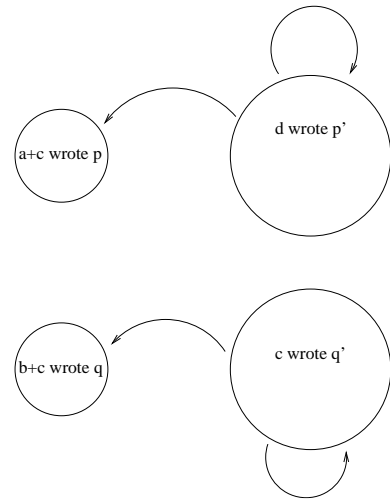 d wrote p’
a+c wrote p
c wrote q’
b+c wrote q